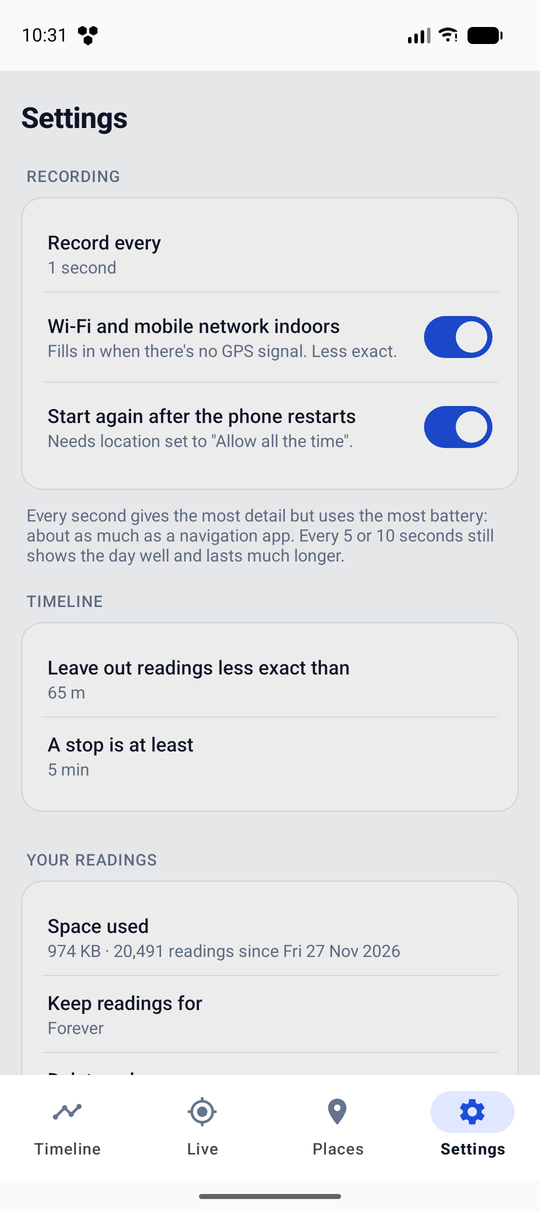 10:31
Settings
RECORDING
Record every
1 second
Wi-Fi and mobile network indoors
Fills in when there's no GPS signal. Less exact.
Start again after the phone restarts
Needs location set to "Allow all the time".
Every second gives the most detail but uses the most battery:
about as much as a navigation app. Every 5 or 10 seconds still
shows the day well and lasts much longer.
TIMELINE
Leave out readings less exact than
65 m
A stop is at least
5 min
YOUR READINGS
Space used
974 KB · 20,491 readings since Fri 27 Nov 2026
Keep readings for
Forever
Timeline
Live
Places
Settings